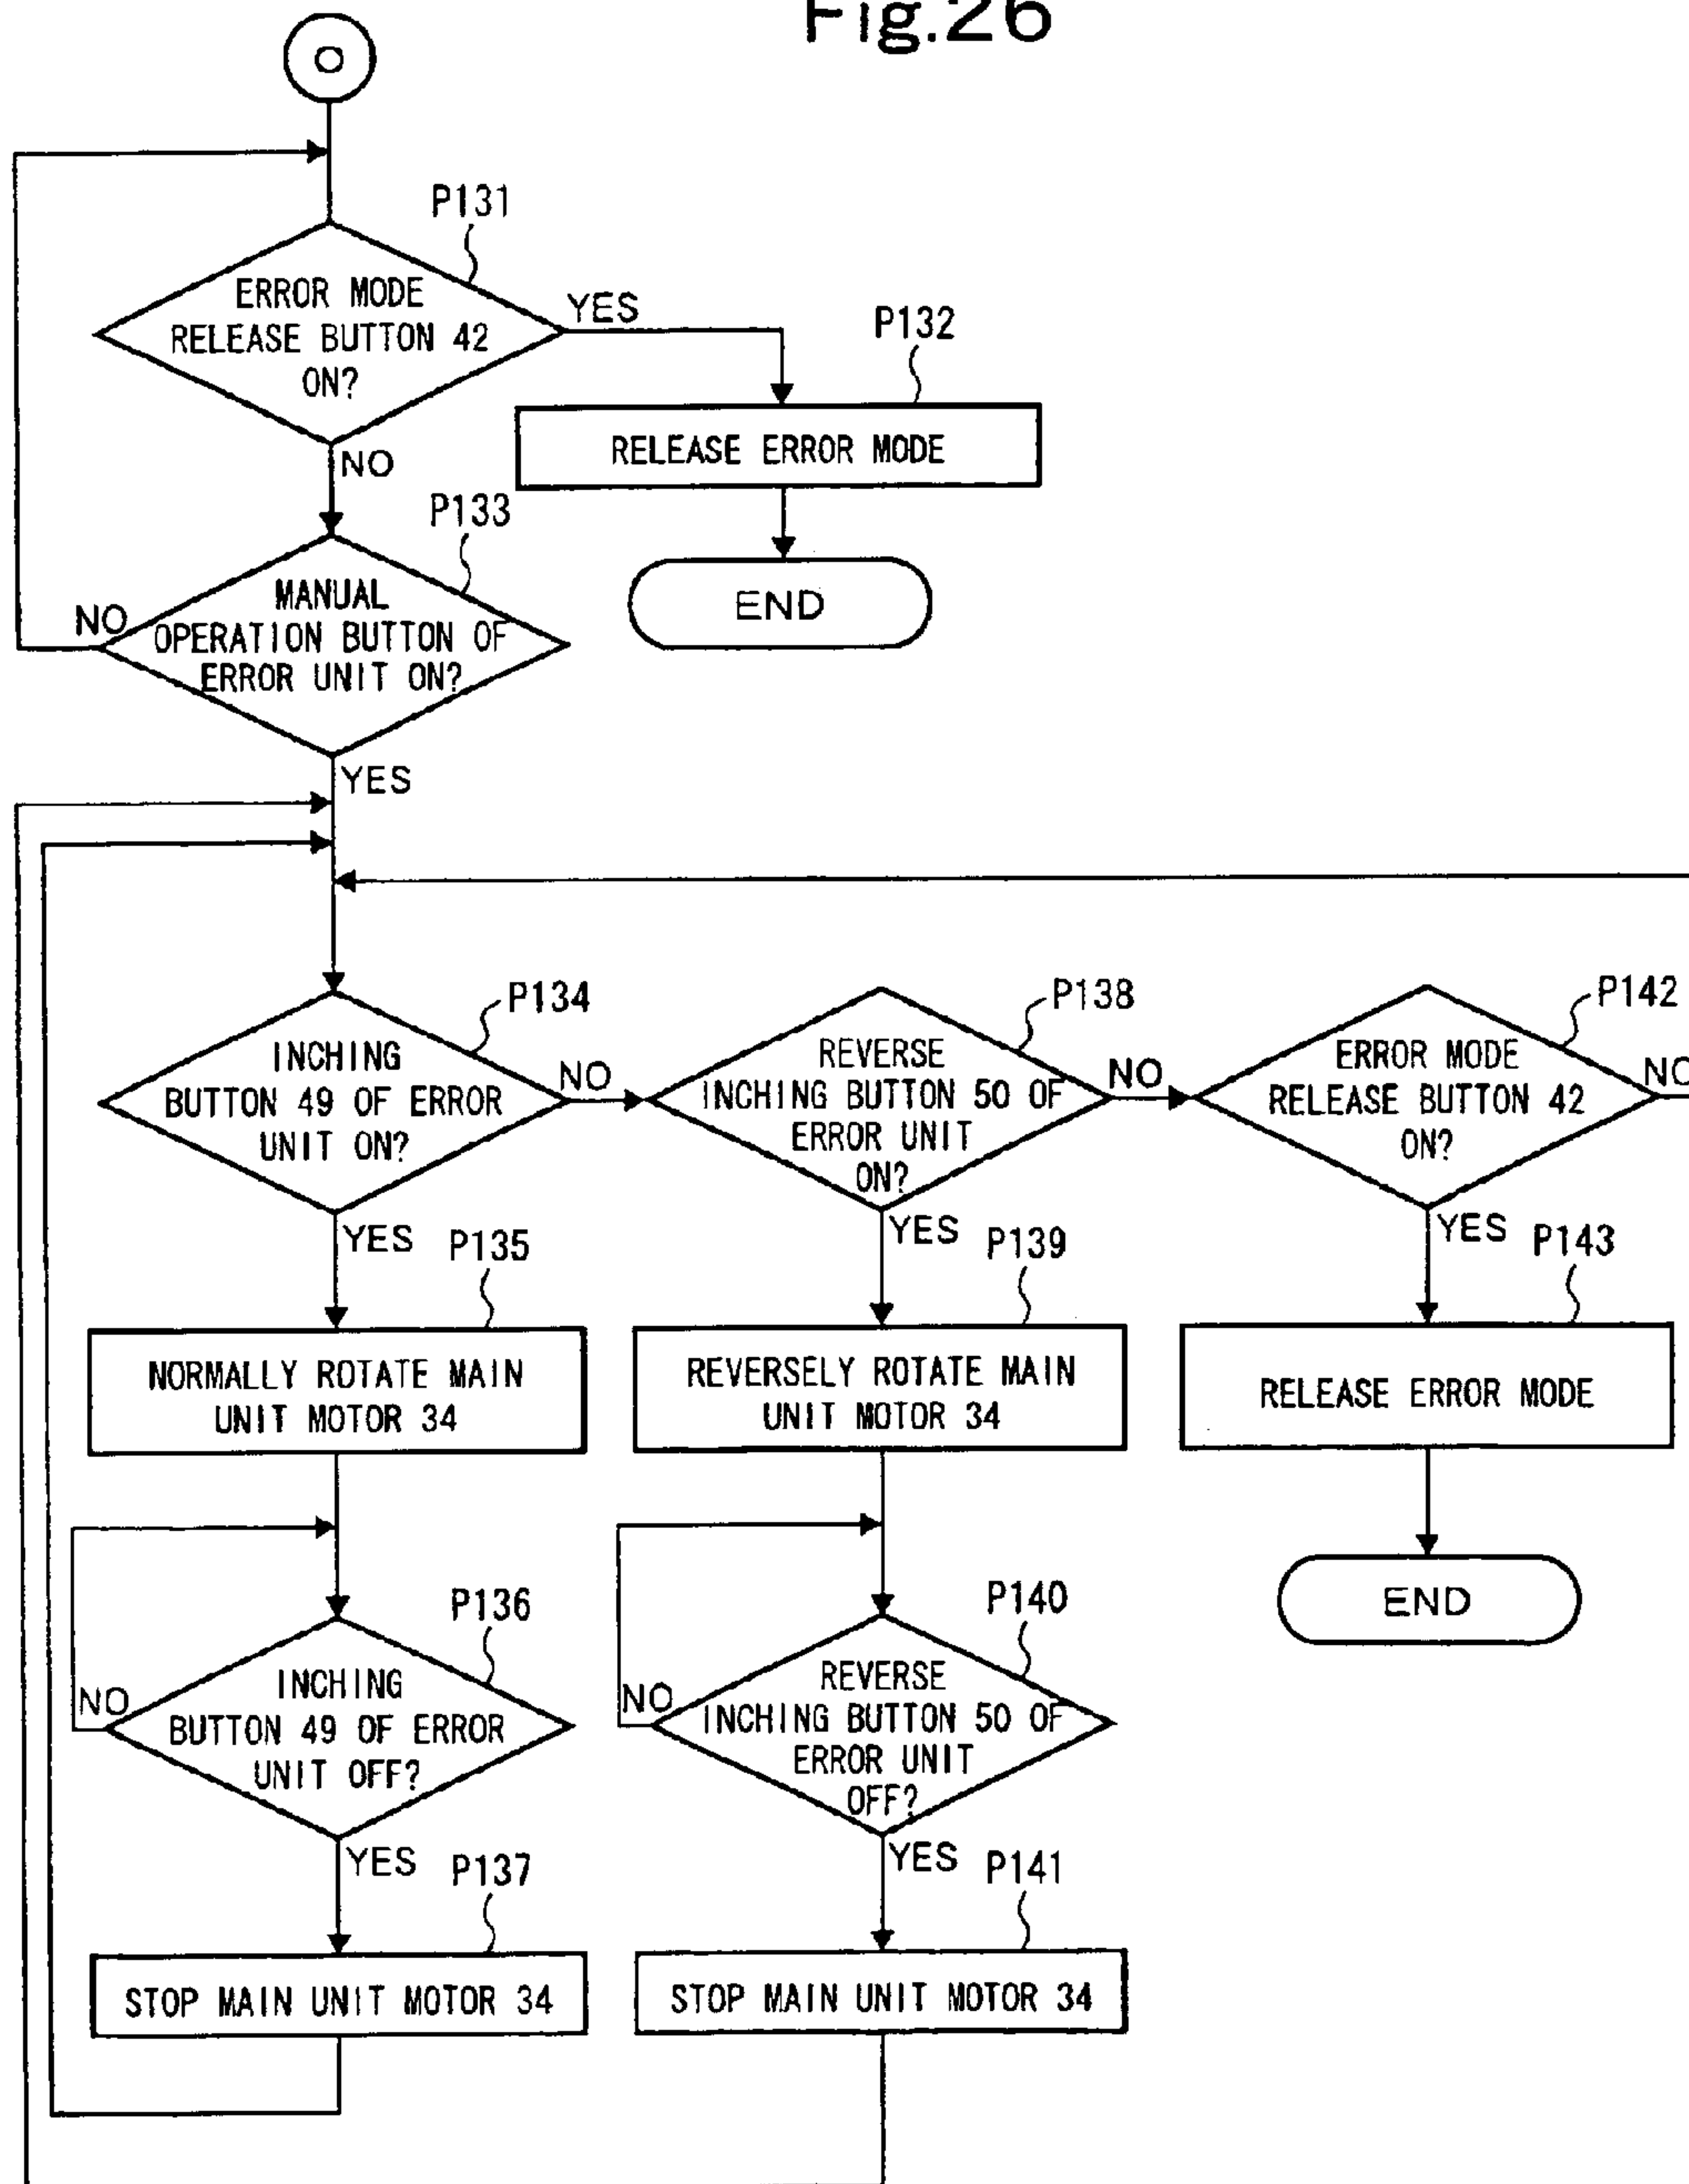 Fig.26
O
P131
ERROR MODE
RELEASE BUTTON 42
ON?
YES
NO
P132
RELEASE ERROR MODE
END
P133
MANUAL
OPERATION BUTTON OF
ERROR UNIT ON?
NO
YES
P134
INCHING
BUTTON 49 OF ERROR
UNIT ON?
NO
YES
P138
REVERSE
INCHING BUTTON 50 OF
ERROR UNIT
ON?
NO
YES
P142
ERROR MODE
RELEASE BUTTON 42
ON?
NO
YES
P135
NORMALLY ROTATE MAIN
UNIT MOTOR 34
P139
REVERSELY ROTATE MAIN
UNIT MOTOR 34
P143
RELEASE ERROR MODE
END
P136
INCHING
BUTTON 49 OF ERROR
UNIT OFF?
NO
YES
P140
REVERSE
INCHING BUTTON 50 OF
ERROR UNIT
OFF?
NO
YES
P137
STOP MAIN UNIT MOTOR 34
P141
STOP MAIN UNIT MOTOR 34